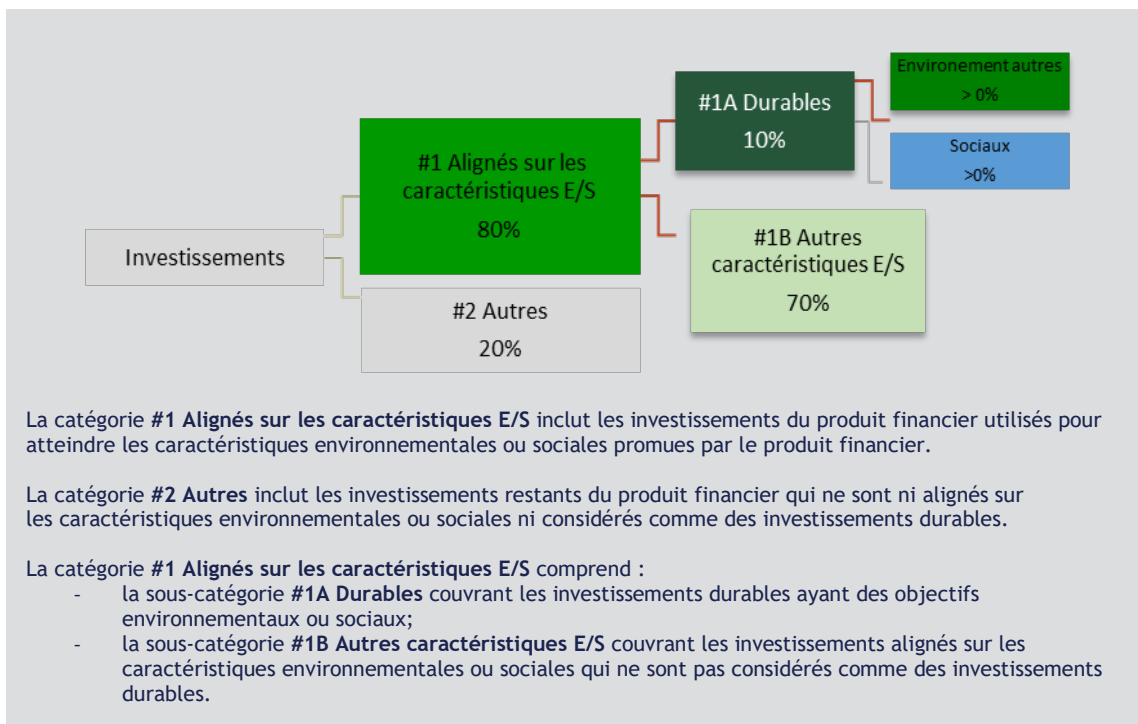 Environement autres
> 0%
#1A Durables
10%
Sociaux
>0%
#1 Alignés sur les
caractéristiques E/S
80%
#1B Autres
caractéristiques E/S
70%
Investissements
#2 Autres
20%
La catégorie #1 Alignés sur les caractéristiques E/S inclut les investissements du produit financier utilisés pour
atteindre les caractéristiques environnementales ou sociales promues par le produit financier.
La catégorie #2 Autres inclut les investissements restants du produit financier qui ne sont ni alignés sur
les caractéristiques environnementales ou sociales ni considérés comme des investissements durables.
La catégorie #1 Alignés sur les caractéristiques E/S comprend :
- la sous-catégorie #1A Durables couvrant les investissements durables ayant des objectifs
environnementaux ou sociaux;
- la sous-catégorie #1B Autres caractéristiques E/S couvrant les investissements alignés sur les
caractéristiques environnementales ou sociales qui ne sont pas considérés comme des investissements
durables.